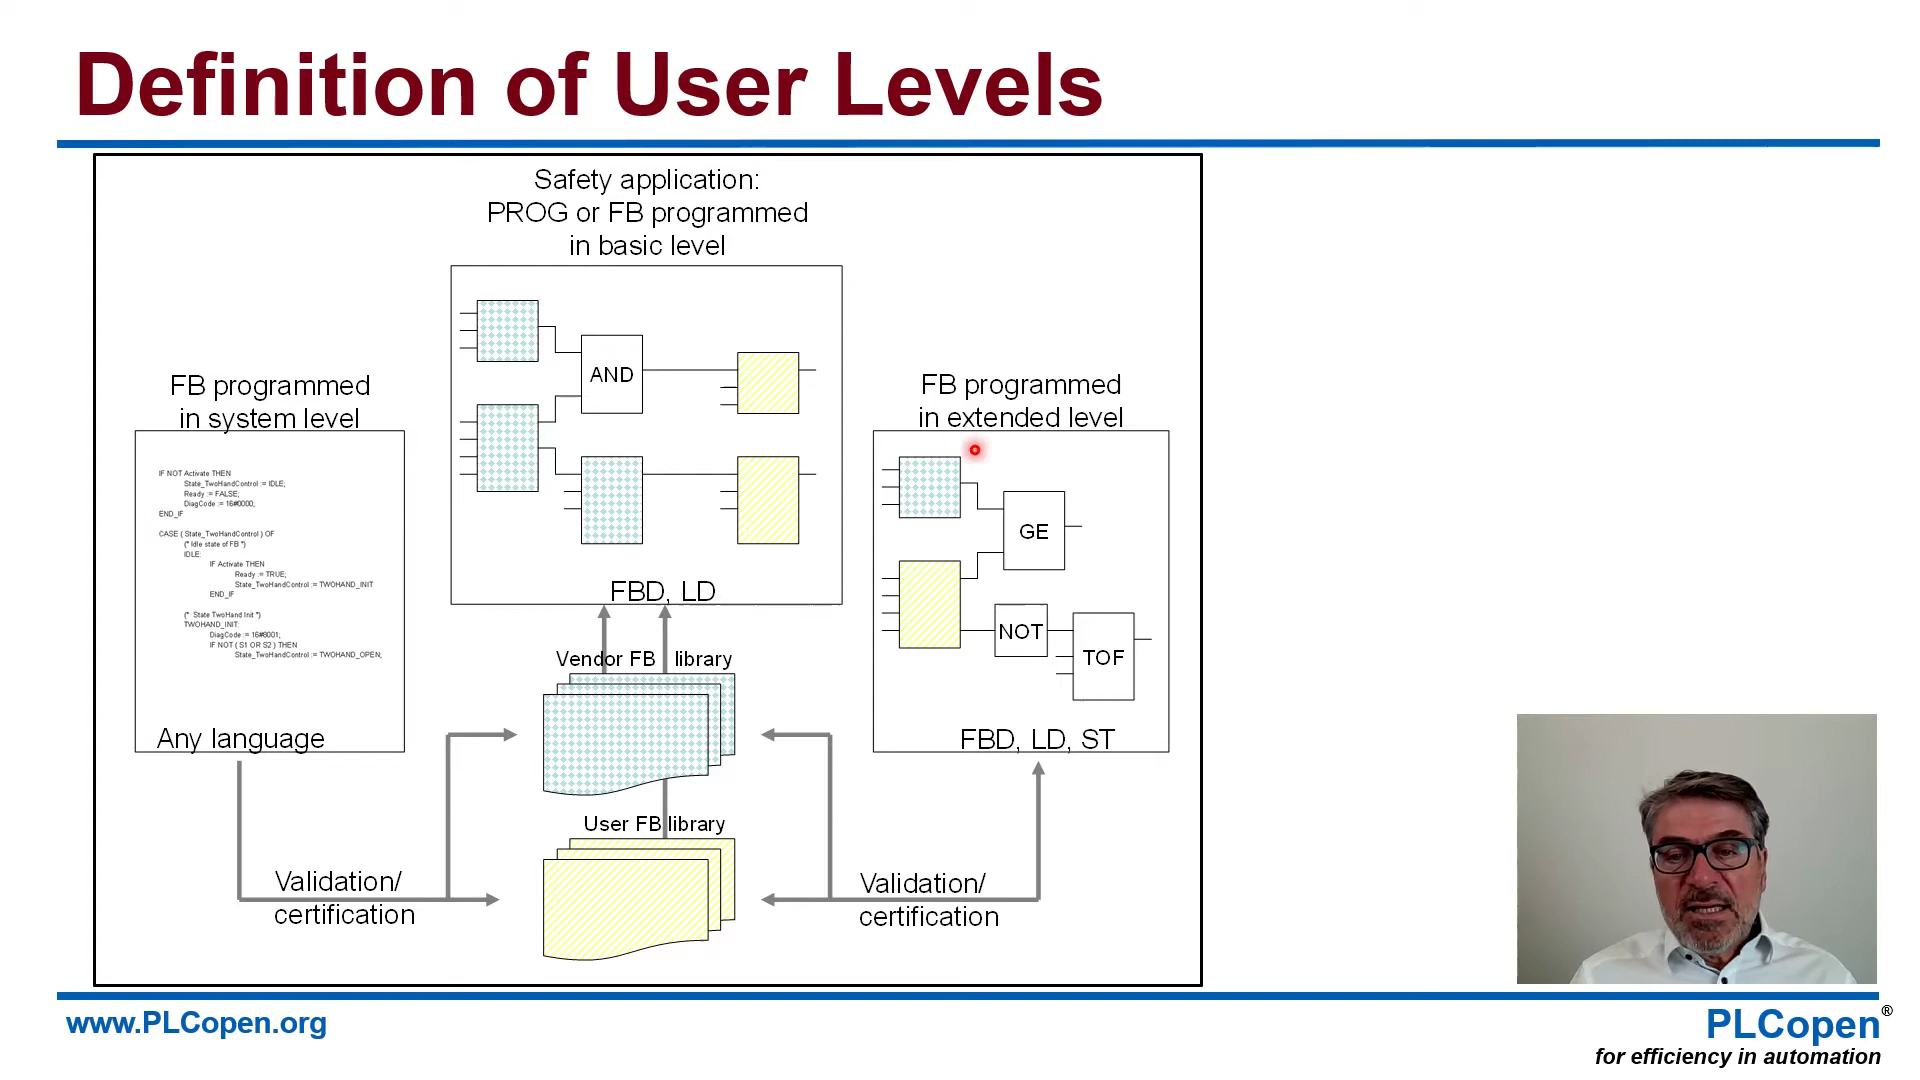 Definition of User Levels
Safety application:
PROG or FB programmed
in basic level
AND
FBD, LD
FB programmed
in system level
IF NOT Activate THEN
State_TwoHandControl := IDLE;
Ready := FALSE;
DiagCode := 16#0000;
END_IF
CASE ( State_TwoHandControl ) OF
(* Idle state of FB *)
IDLE:
IF Activate THEN
Ready := TRUE;
State_TwoHandControl := TWOHAND_INIT
END_IF
(* State TwoHand Init *)
TWOHAND_INIT:
DiagCode := 16#8001;
IF NOT ( S1 OR S2 ) THEN
State_TwoHandControl := TWOHAND_OPEN;
Any language
FB programmed
in extended level
GE
NOT
TOF
FBD, LD, ST
Vendor FB library
User FB library
Validation/
certification
Validation/
certification
www.PLCopen.org
PLCopen®
for efficiency in automation